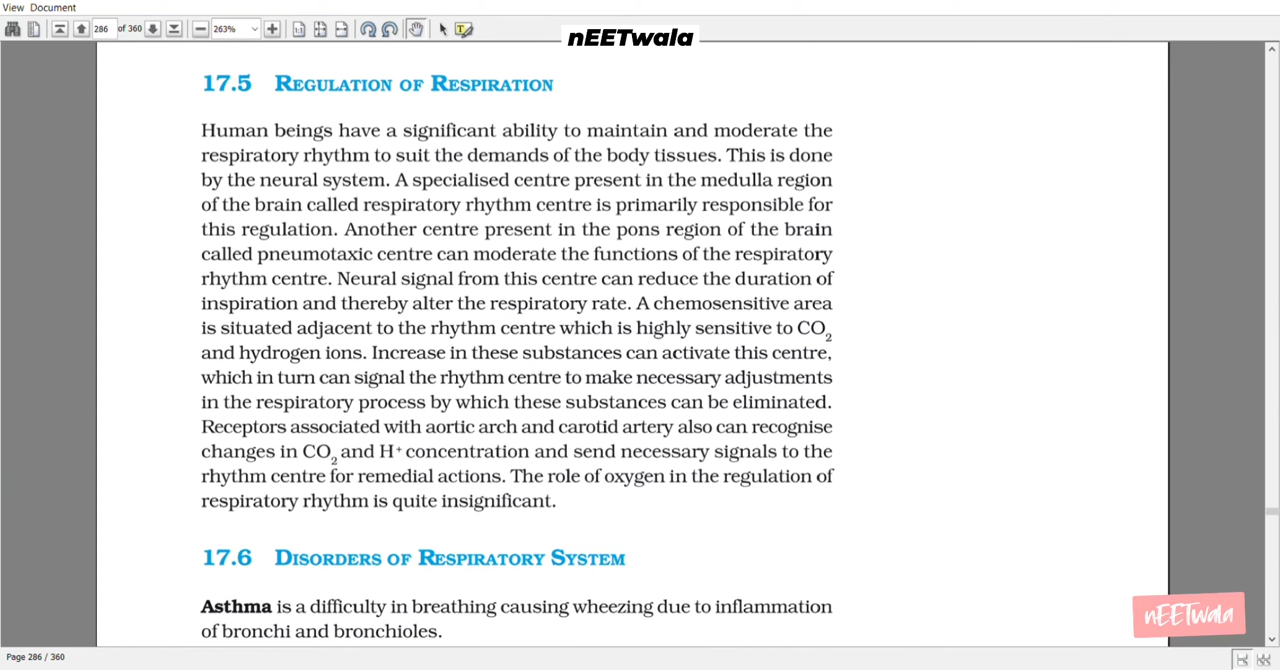 View Document
286 of 360 263%
nEETwala
17.5 REGULATION OF RESPIRATION
Human beings have a significant ability to maintain and moderate the
respiratory rhythm to suit the demands of the body tissues. This is done
by the neural system. A specialised centre present in the medulla region
of the brain called respiratory rhythm centre is primarily responsible for
this regulation. Another centre present in the pons region of the brain
called pneumotaxic centre can moderate the functions of the respiratory
rhythm centre. Neural signal from this centre can reduce the duration of
inspiration and thereby alter the respiratory rate. A chemosensitive area
is situated adjacent to the rhythm centre which is highly sensitive to CO₂
and hydrogen ions. Increase in these substances can activate this centre,
which in turn can signal the rhythm centre to make necessary adjustments
in the respiratory process by which these substances can be eliminated.
Receptors associated with aortic arch and carotid artery also can recognise
changes in CO₂ and H⁺ concentration and send necessary signals to the
rhythm centre for remedial actions. The role of oxygen in the regulation of
respiratory rhythm is quite insignificant.
17.6 DISORDERS OF RESPIRATORY SYSTEM
Asthma is a difficulty in breathing causing wheezing due to inflammation
of bronchi and bronchioles.
nEETwala
Page 286 / 360